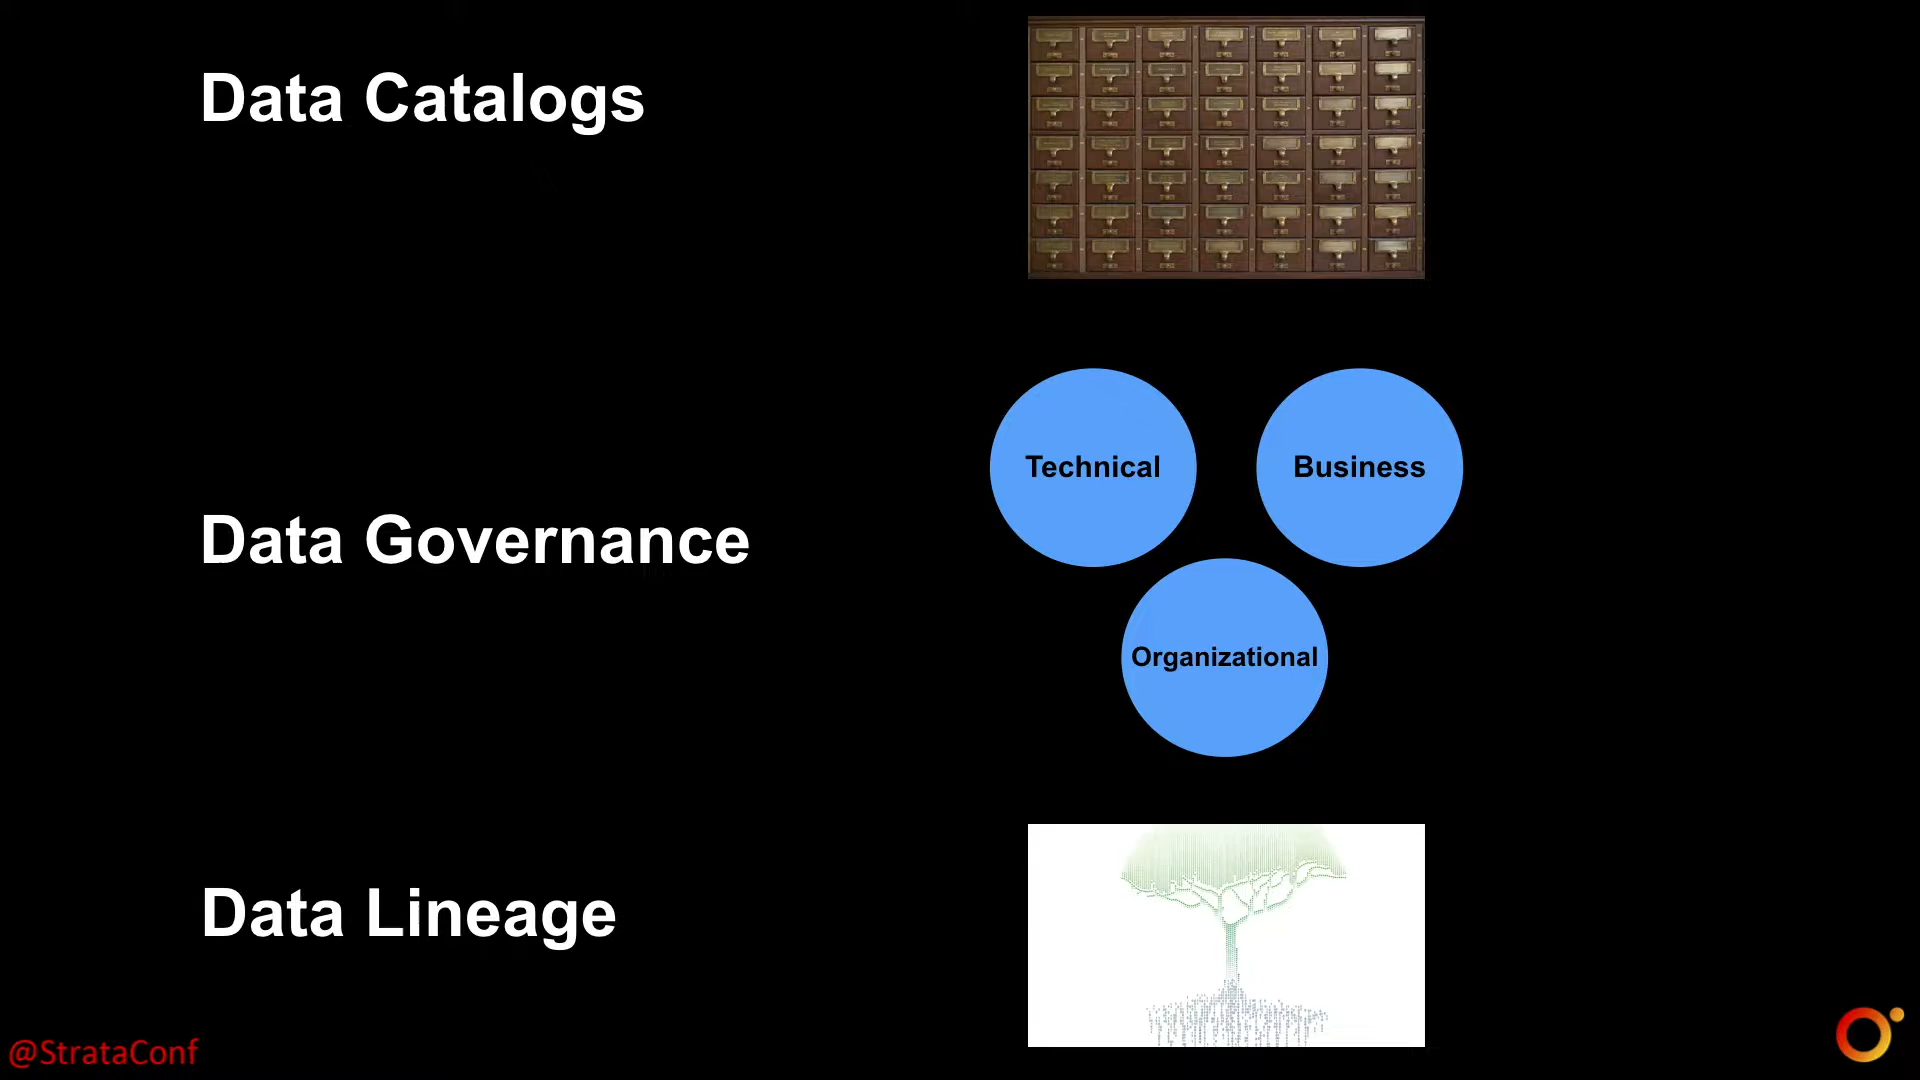 Data Catalogs
Technical
Business
Data Governance
Organizational
Data Lineage
@StrataConf